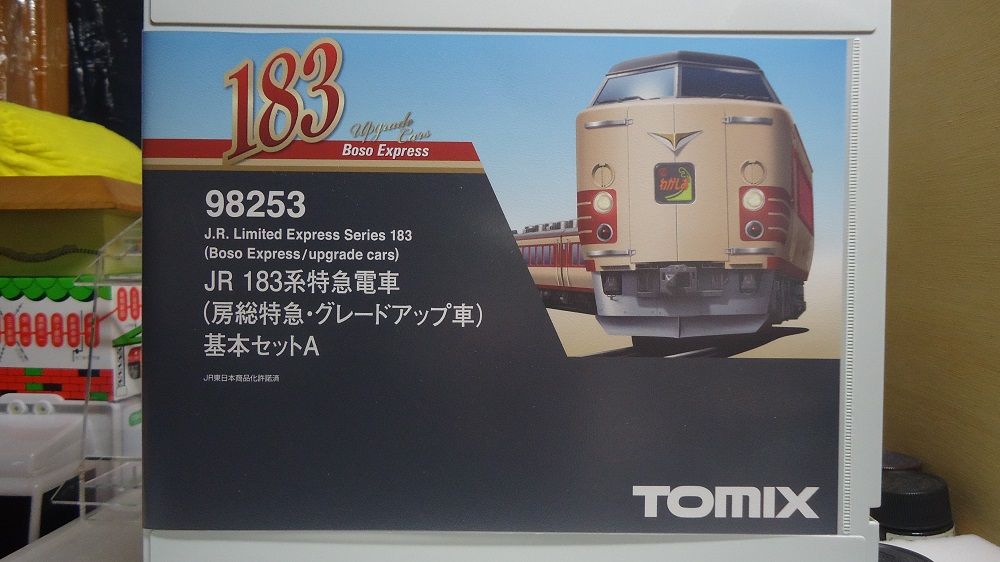 183
Upgrade
Cars
Boso Express
98253
J.R. Limited Express Series 183
(Boso Express/upgrade cars)
JR 183系特急電車
(房総特急・グレードアップ車)
基本セットA
JR東日本商品化許諾済
わかしお
TOMIX